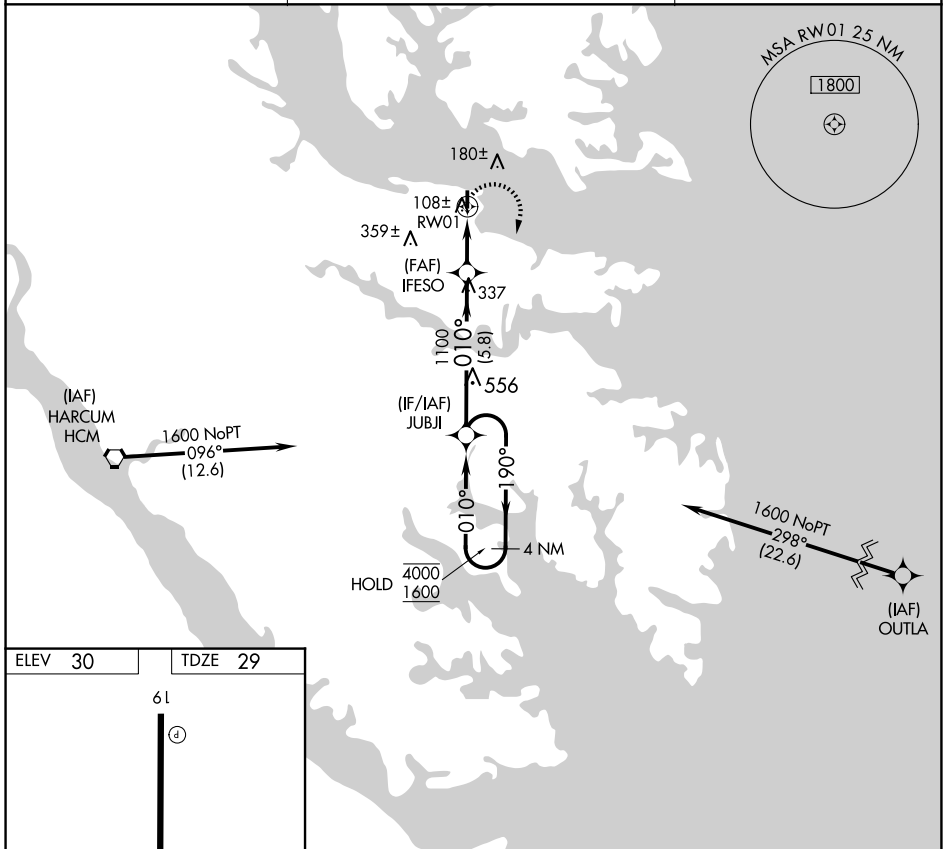 MSA RW01 25 NM
1800
180±
108±
RW01
359±
(FAF)
IFESO
337
1100
010°
(5.8)
556
(IAF)
HARCUM
HCM
1600 NoPT
096°
(12.6)
(IF/IAF)
JUBJI
010°
190°
4 NM
HOLD
4000
1600
1600 NoPT
298°
(22.6)
(IAF)
OUTLA
ELEV 30
TDZE 29
19
P